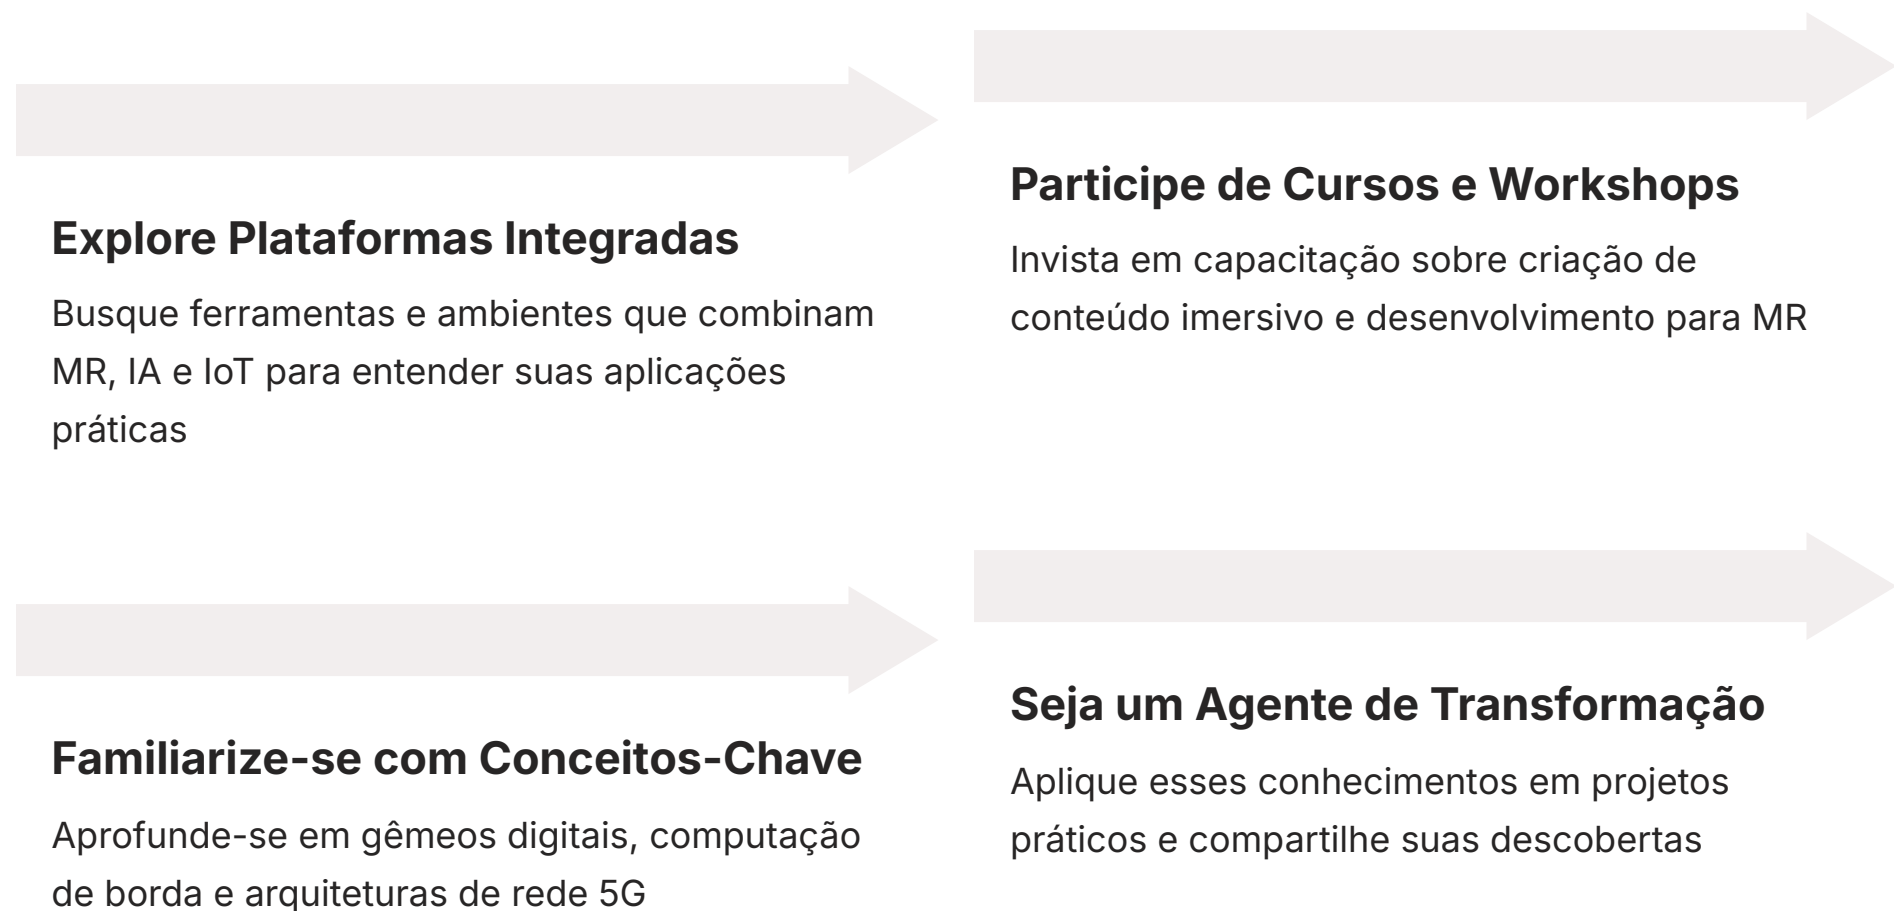 Explore Plataformas Integradas
Busque ferramentas e ambientes que combinam
MR, IA e IoT para entender suas aplicações
práticas
Participe de Cursos e Workshops
Invista em capacitação sobre criação de
conteúdo imersivo e desenvolvimento para MR
Familiarize-se com Conceitos-Chave
Aprofunde-se em gêmeos digitais, computação
de borda e arquiteturas de rede 5G
Seja um Agente de Transformação
Aplique esses conhecimentos em projetos
práticos e compartilhe suas descobertas